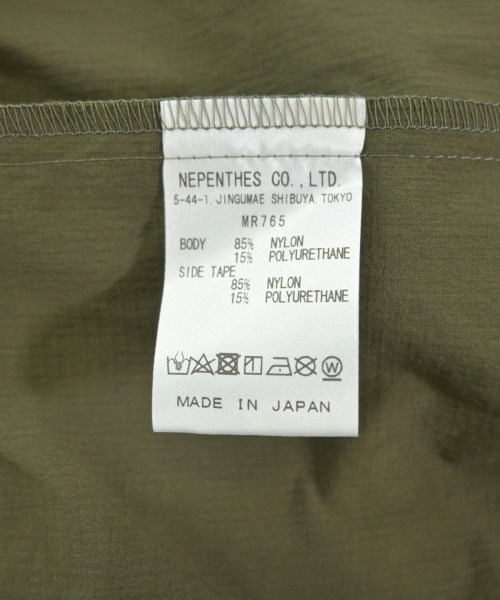 NEPENTHES CO.,LTD.
5-44-1, JINGUMAE SHIBUYA, TOKYO
MR765
BODY 85% NYLON
15% POLYURETHANE
SIDE TAPE
85% NYLON
15% POLYURETHANE
W
MADE IN JAPAN